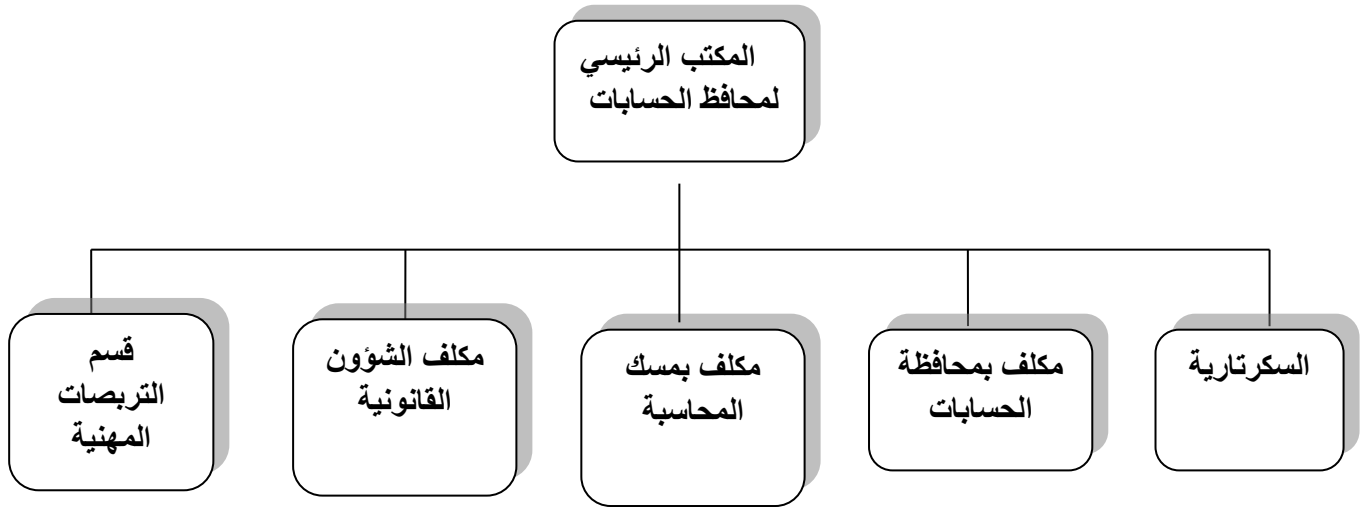 المكتب الرئيسي
لمحافظ الحسابات
السكرتارية
مكلف بمحافظة
الحسابات
مكلف بمسك
المحاسبة
مكلف الشؤون
القانونية
قسم
التربصات
المهنية